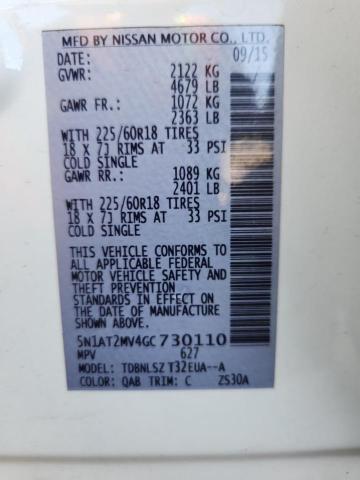 MFD BY NISSAN MOTOR CO., LTD.
DATE: 09/15
GVWR: 2122 KG
4679 LB
GAWR FR.: 1072 KG
2363 LB
WITH 225/60R18 TIRES
18 x 7J RIMS AT 33 PSI
COLD SINGLE
GAWR RR.: 1089 KG
2401 LB
WITH 225/60R18 TIRES
18 x 7J RIMS AT 33 PSI
COLD SINGLE
THIS VEHICLE CONFORMS TO
ALL APPLICABLE FEDERAL
MOTOR VEHICLE SAFETY AND
THEFT PREVENTION
STANDARDS IN EFFECT ON
THE DATE OF MANUFACTURE
SHOWN ABOVE.
5N1AT2MV4GC730110
MPV 627
MODEL: TDBNLSZ T32EUA--A
COLOR: QAB TRIM: C ZS30A